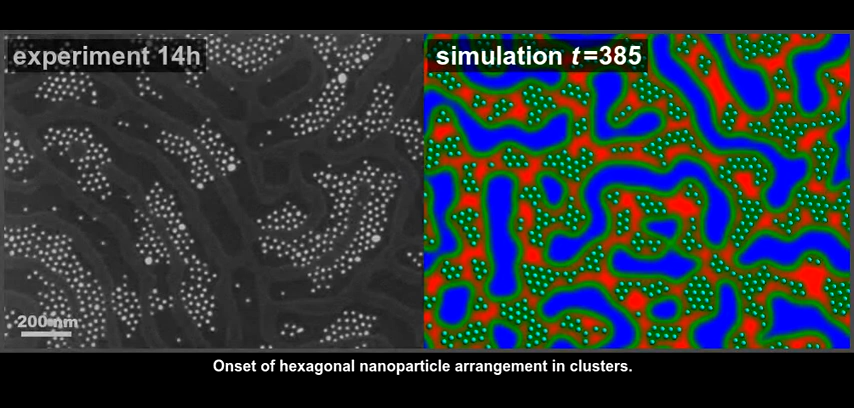 experiment 14h
simulation t=385
200 nm
Onset of hexagonal nanoparticle arrangement in clusters.